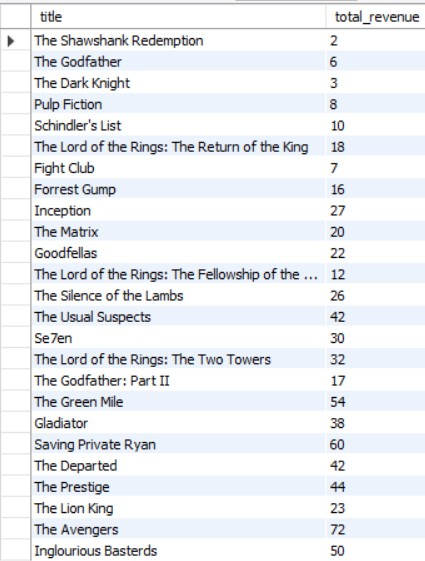 title total_revenue
The Shawshank Redemption 2
The Godfather 6
The Dark Knight 3
Pulp Fiction 8
Schindler's List 10
The Lord of the Rings: The Return of the King 18
Fight Club 7
Forrest Gump 16
Inception 27
The Matrix 20
Goodfellas 22
The Lord of the Rings: The Fellowship of the ... 12
The Silence of the Lambs 26
The Usual Suspects 42
Se7en 30
The Lord of the Rings: The Two Towers 32
The Godfather: Part II 17
The Green Mile 54
Gladiator 38
Saving Private Ryan 60
The Departed 42
The Prestige 44
The Lion King 23
The Avengers 72
Inglourious Basterds 50